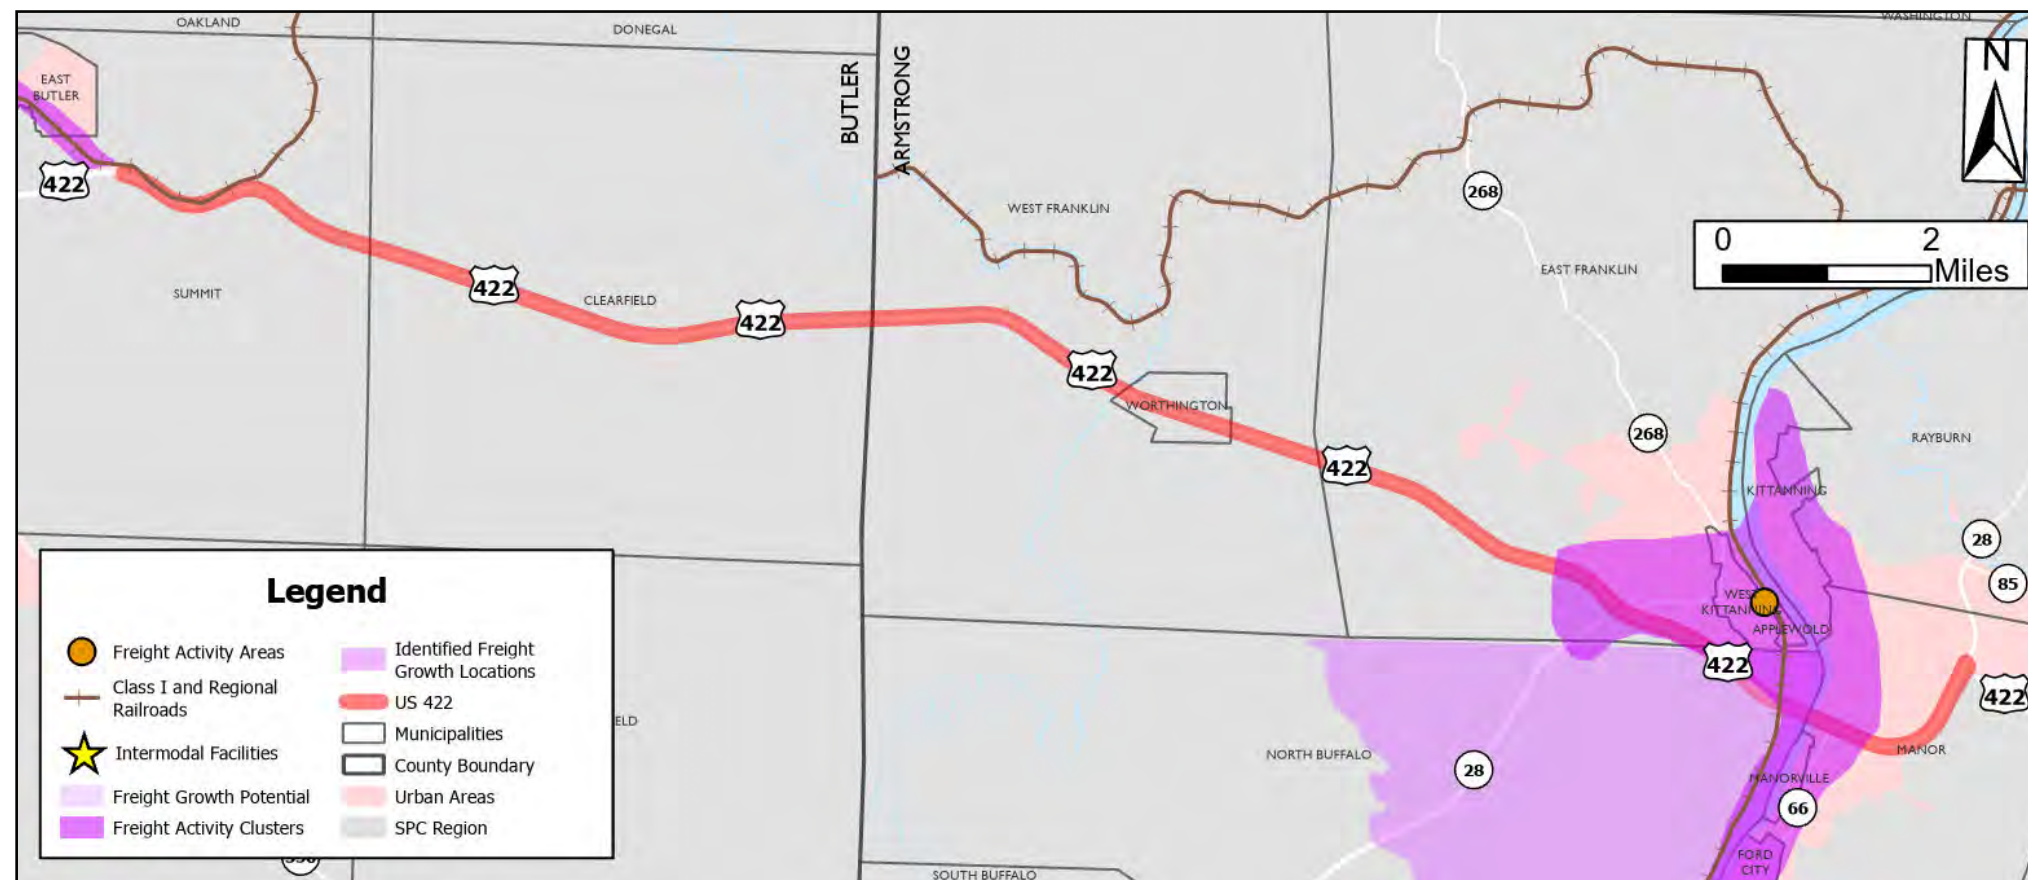 OAKLAND
DONEGAL
WASHINGTON
EAST
BUTLER
BUTLER
ARMSTRONG
N
422
268
WEST FRANKLIN
0 2
Miles
EAST FRANKLIN
SUMMIT
422
CLEARFIELD
422
422
WORTHINGTON
268
RAYBURN
422
KITTANNING
28
85
WEST
KITTANNING
APPLEWOLD
422
422
MANOR
NORTH BUFFALO
28
MANORVILLE
66
FORD
CITY
SOUTH BUFFALO
ELD
Legend
Freight Activity Areas
Class I and Regional
Railroads
Intermodal Facilities
Freight Growth Potential
Freight Activity Clusters
Identified Freight
Growth Locations
US 422
Municipalities
County Boundary
Urban Areas
SPC Region